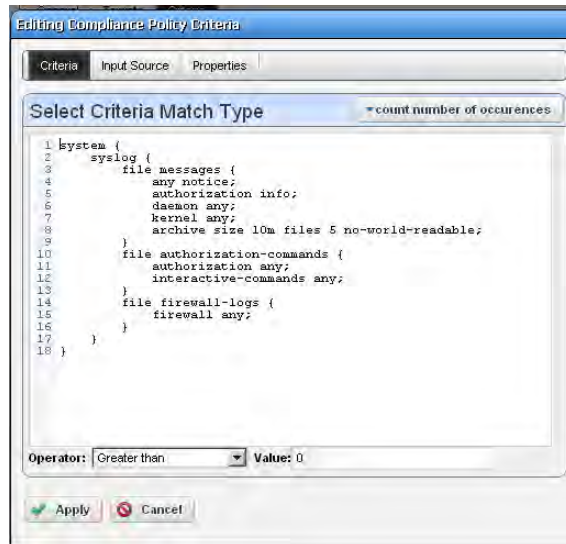 Editing Compliance Policy Criteria
Criteria Input Source Properties
Select Criteria Match Type count number of occurences
1 system {
2 syslog {
3 file messages {
4 any notice;
5 authorization info;
6 daemon any;
7 kernel any;
8 archive size 10m files 5 no-world-readable;
9 }
10 file authorization-commands {
11 authorization any;
12 interactive-commands any;
13 }
14 file firewall-logs {
15 firewall any;
16 }
17 }
18 }
Operator: Greater than Value: 0
Apply Cancel